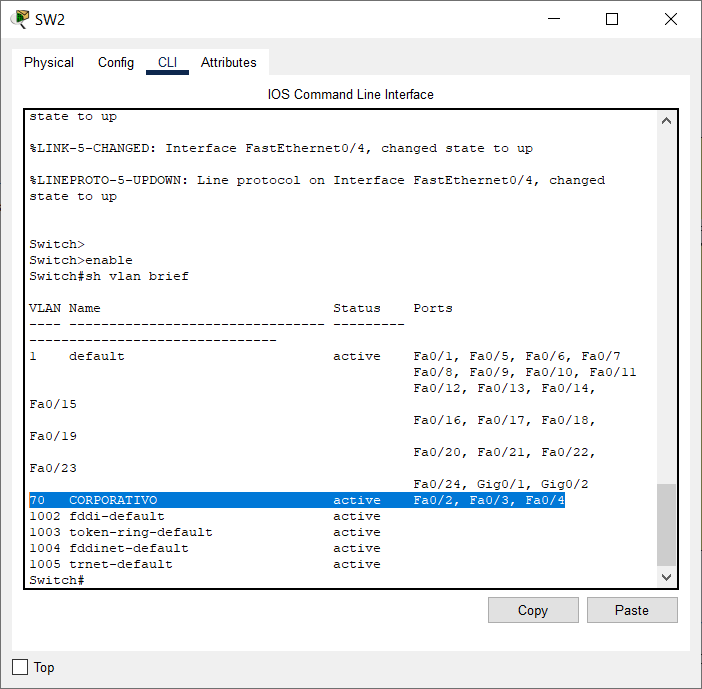 SW2
Physical Config CLI Attributes
IOS Command Line Interface
state to up
%LINK-5-CHANGED: Interface FastEthernet0/4, changed state to up
%LINEPROTO-5-UPDOWN: Line protocol on Interface FastEthernet0/4, changed
state to up
Switch>
Switch>enable
Switch#sh vlan brief
VLAN Name                             Status    Ports
---- -------------------------------- ---------
-------------------------------
1    default                          active    Fa0/1, Fa0/5, Fa0/6, Fa0/7
                                                Fa0/8, Fa0/9, Fa0/10, Fa0/11
                                                Fa0/12, Fa0/13, Fa0/14,
Fa0/15
                                                Fa0/16, Fa0/17, Fa0/18,
Fa0/19
                                                Fa0/20, Fa0/21, Fa0/22,
Fa0/23
                                                Fa0/24, Gig0/1, Gig0/2
70   CORPORATIVO                      active    Fa0/2, Fa0/3, Fa0/4
1002 fddi-default                     active
1003 token-ring-default               active
1004 fddinet-default                  active
1005 trnet-default                    active
Switch#
Copy Paste
Top